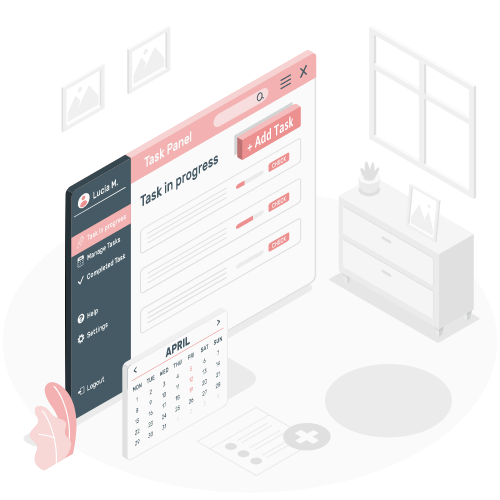 Task Panel
+ Add Task
Lucia M.
Task in progress
Task in progress
Manage Tasks
Completed Task
Help
Settings
Logout
CHECK
CHECK
CHECK
APRIL
MON TUE WED THU FRI SAT SUN
1 2 3 4 5 6 7
8 9 10 11 12 13 14
15 16 17 18 19 20 21
22 23 24 25 26 27 28
29 30 31